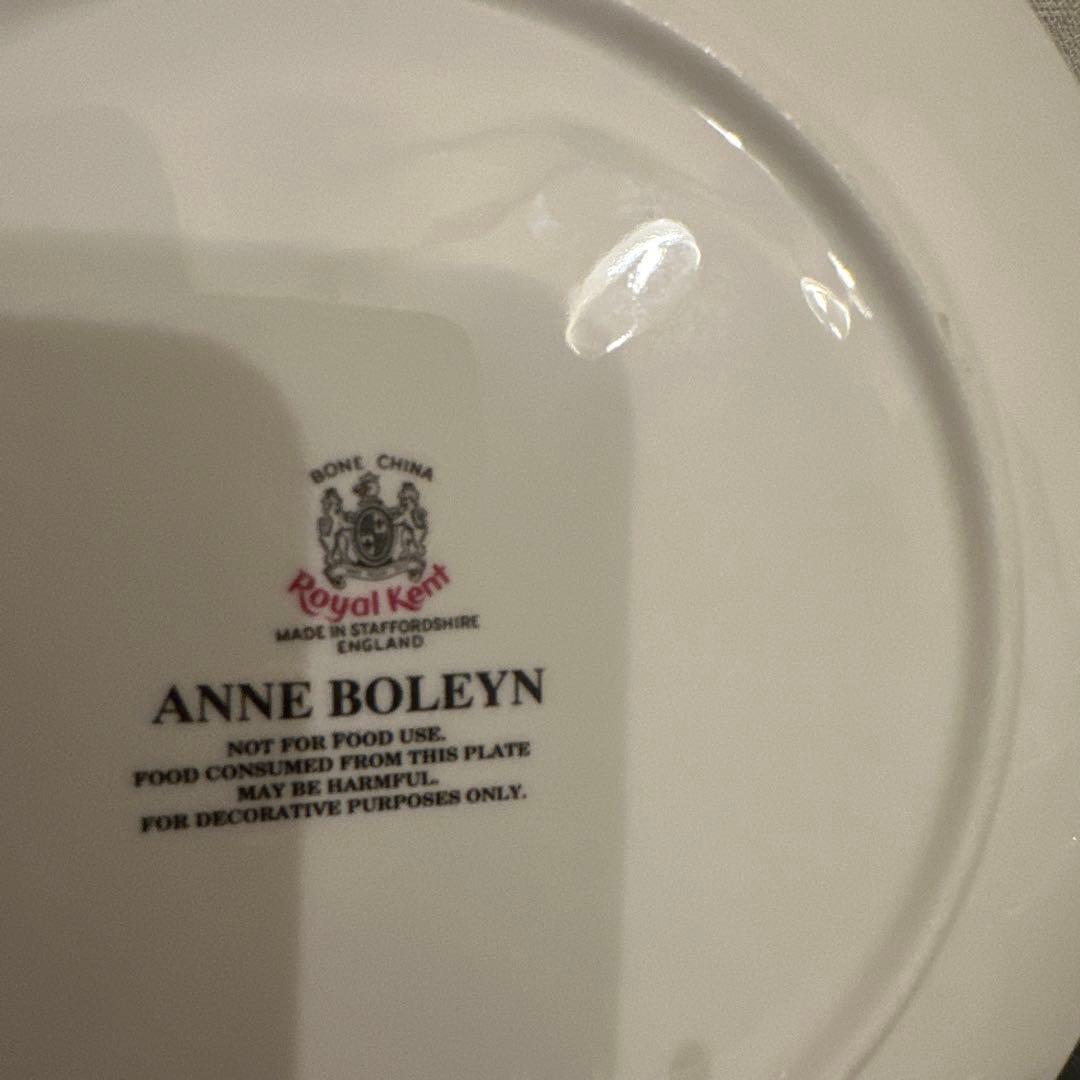 BONE CHINA
Royal Kent
MADE IN STAFFORDSHIRE
ENGLAND
ANNE BOLEYN
NOT FOR FOOD USE.
FOOD CONSUMED FROM THIS PLATE
MAY BE HARMFUL.
FOR DECORATIVE PURPOSES ONLY.